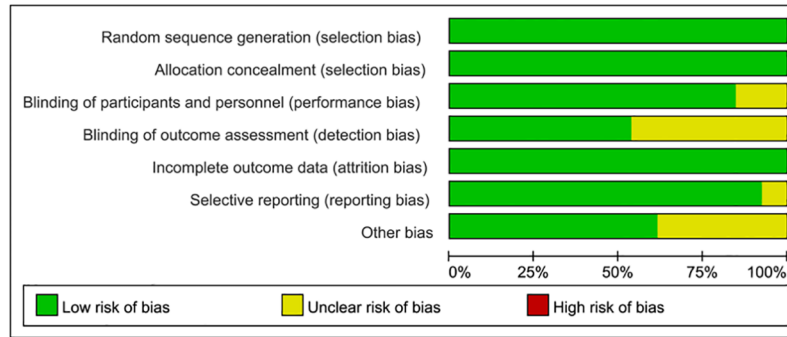 Random sequence generation (selection bias)
Allocation concealment (selection bias)
Blinding of participants and personnel (performance bias)
Blinding of outcome assessment (detection bias)
Incomplete outcome data (attrition bias)
Selective reporting (reporting bias)
Other bias
0% 25% 50% 75% 100%
Low risk of bias Unclear risk of bias High risk of bias